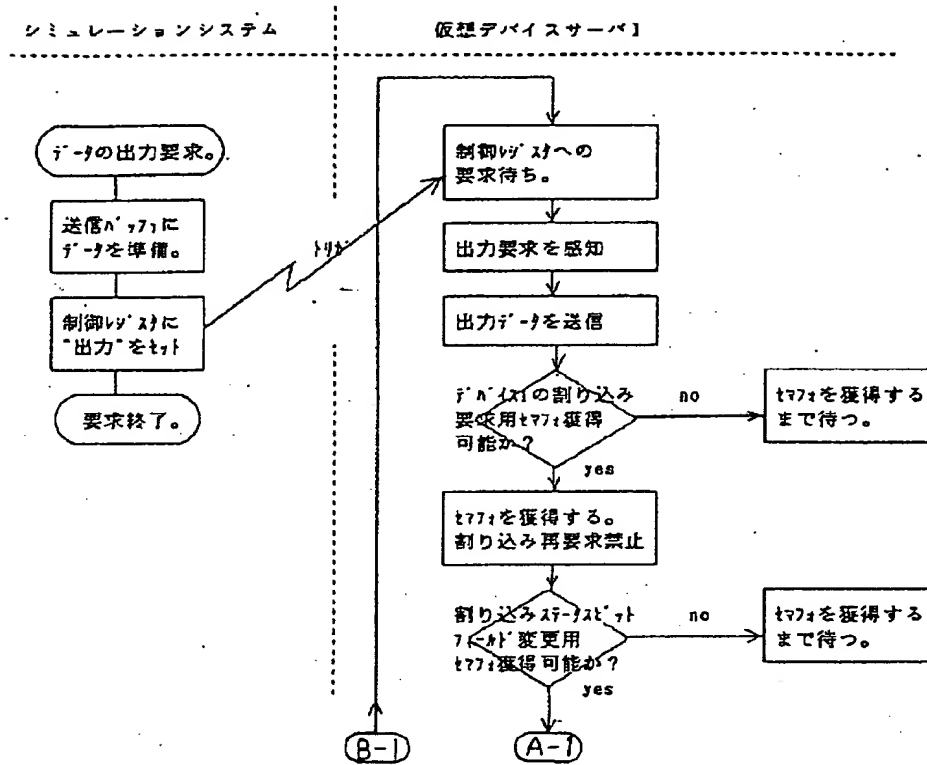 シミュレーションシステム
仮想デバイスサーバ1
データの出力要求。
送信バッファに
データを準備。
制御レジスタに
"出力"をセット
要求終了。
トリガ
制御レジスタへの
要求待ち。
出力要求を感知
出力データを送信
デバイス1の割り込み
要求用セマフォ獲得
可能か?
no
セマフォを獲得する
まで待つ。
yes
セマフォを獲得する。
割り込み再要求禁止
割り込みステータスビット
フィールド変更用
セマフォ獲得可能か?
no
セマフォを獲得する
まで待つ。
yes
B-1
A-1